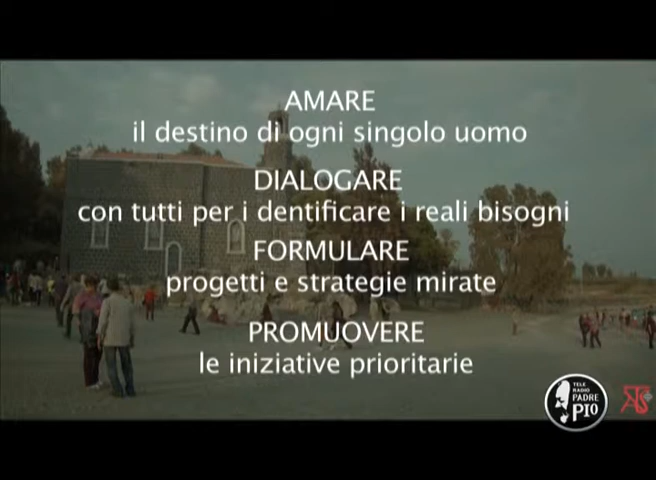 AMARE
il destino di ogni singolo uomo
DIALOGARE
con tutti per i dentificare i reali bisogni
FORMULARE
progetti e strategie mirate
PROMUOVERE
le iniziative prioritarie
TELE
RADIO
PADRE
PIO
ATS